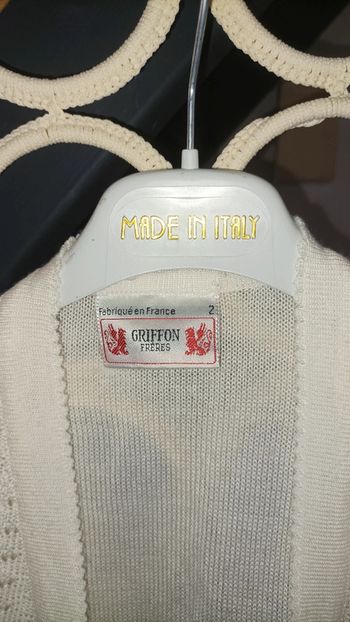 MADE IN ITALY
Fabriqué en France 2
GRIFFON
FRÈRES